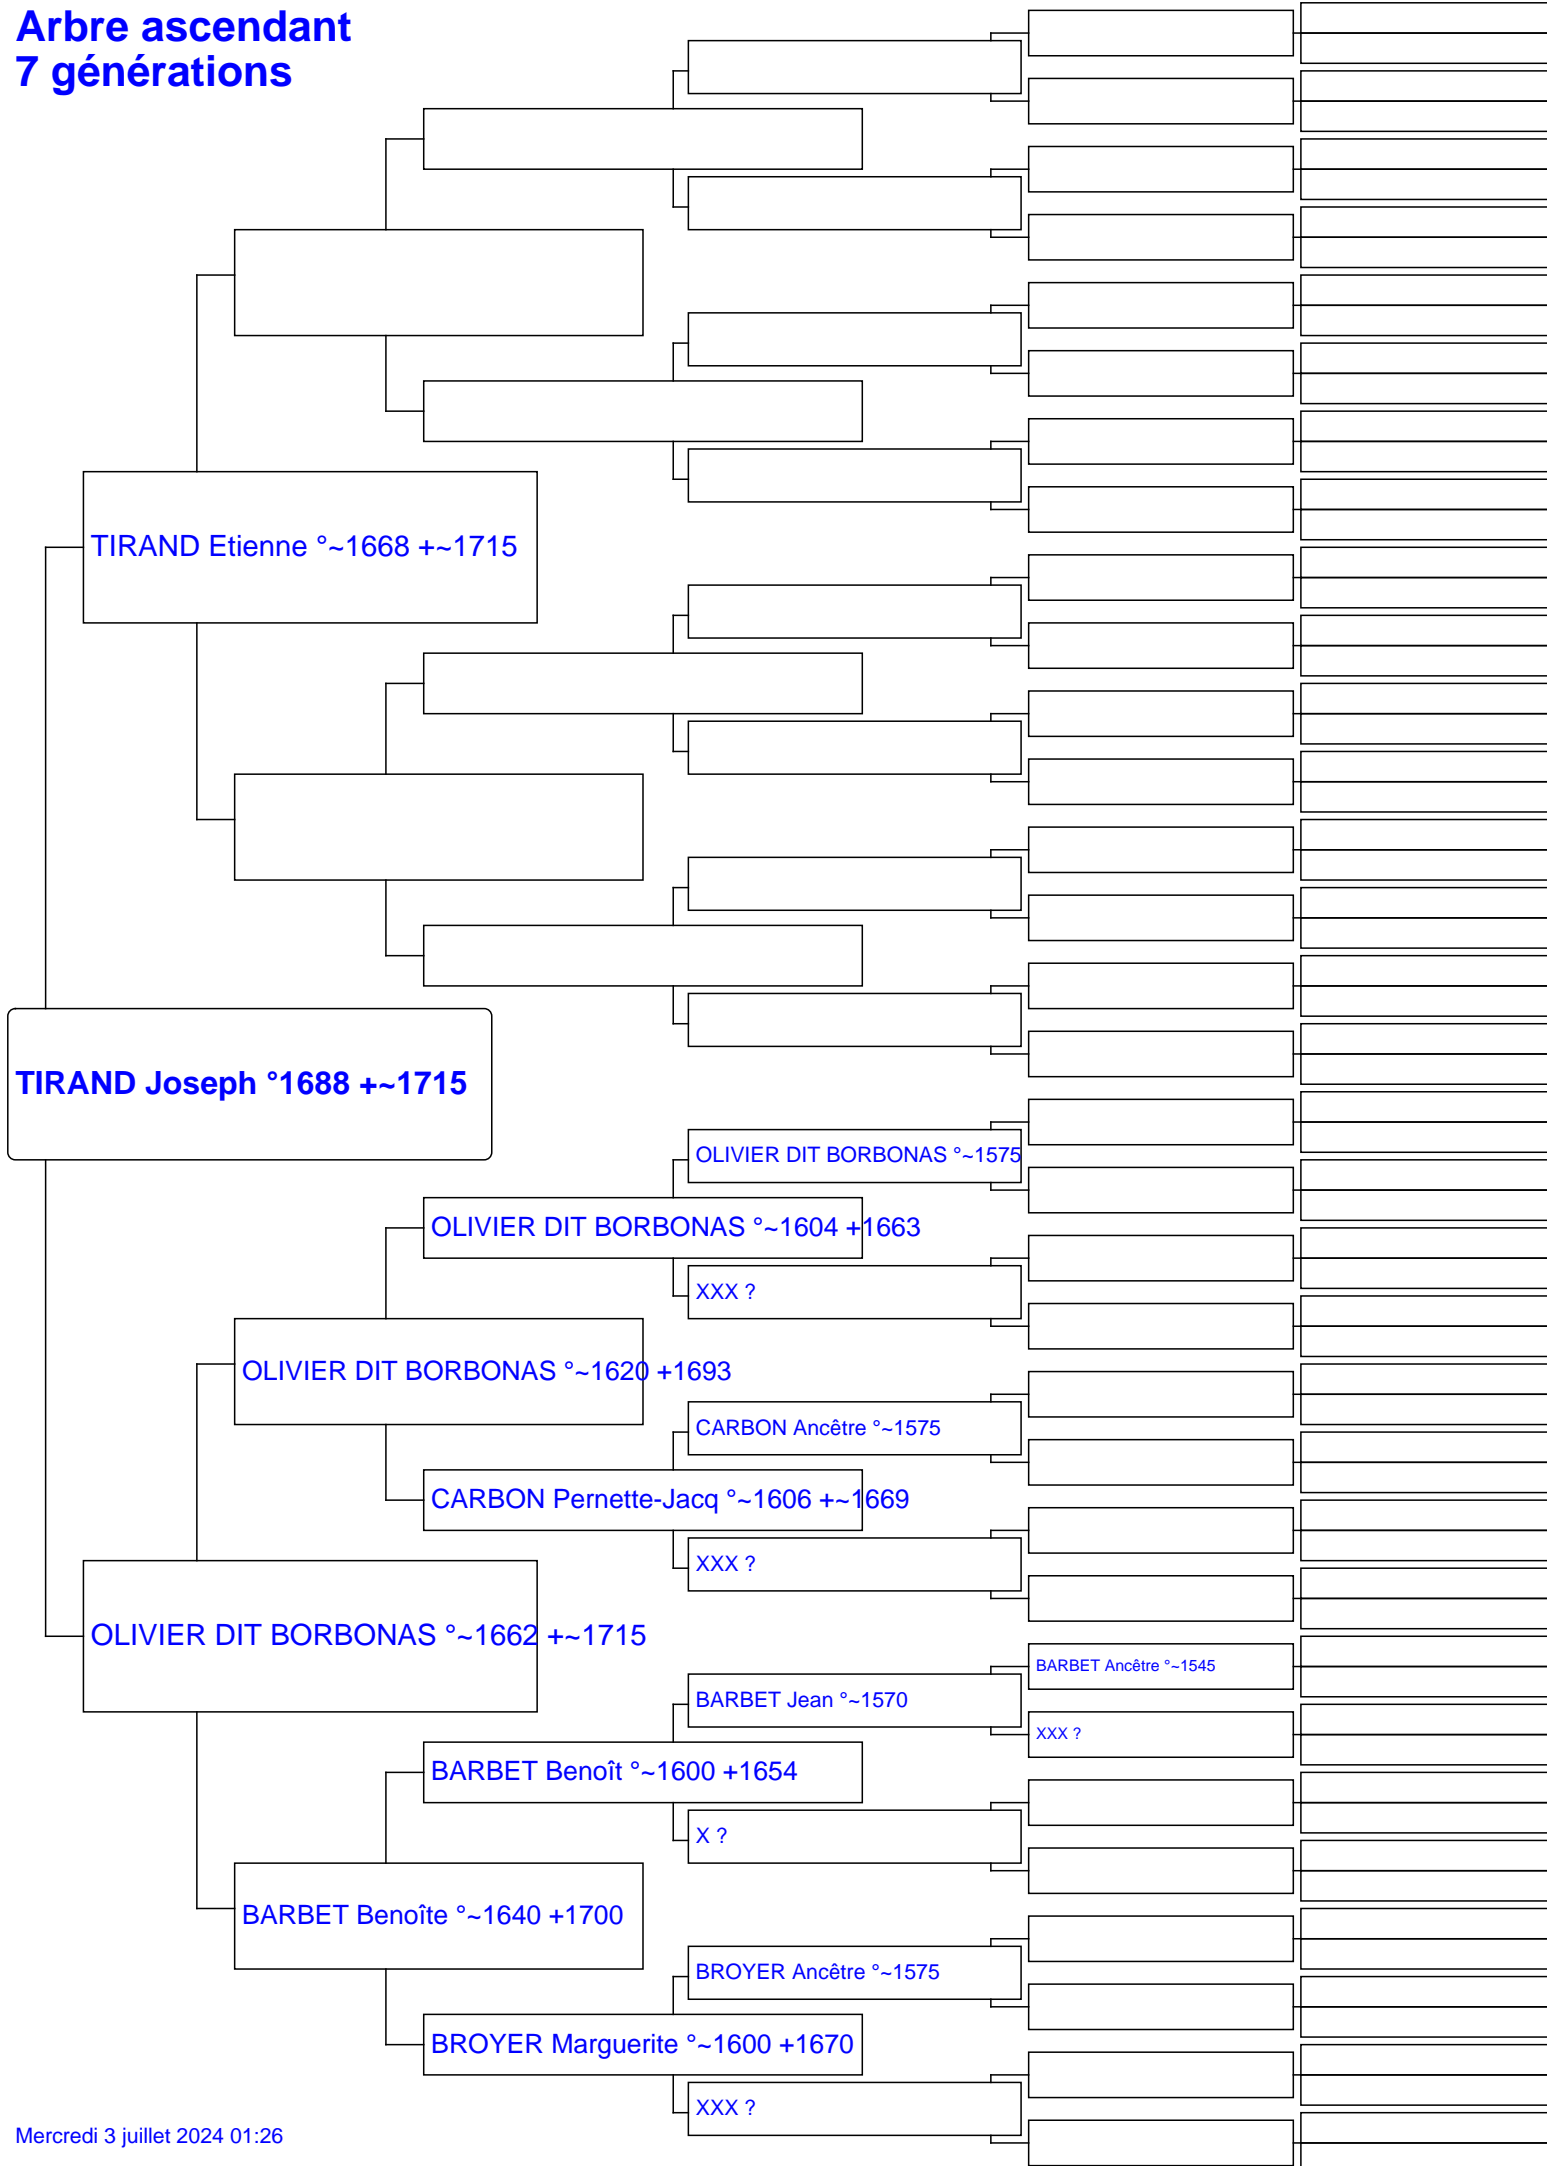 Arbre ascendant
7 générations
TIRAND Etienne °~1668 +~1715
TIRAND Joseph °1688 +~1715
OLIVIER DIT BORBONAS °~1575
OLIVIER DIT BORBONAS °~1604 +1663
XXX ?
OLIVIER DIT BORBONAS °~1620 +1693
CARBON Ancêtre °~1575
CARBON Pernette-Jacq °~1606 +~1669
XXX ?
OLIVIER DIT BORBONAS °~1662 +~1715
BARBET Ancêtre °~1545
BARBET Jean °~1570
XXX ?
BARBET Benoît °~1600 +1654
X ?
BARBET Benoîte °~1640 +1700
BROYER Ancêtre °~1575
BROYER Marguerite °~1600 +1670
XXX ?
Mercredi 3 juillet 2024 01:26